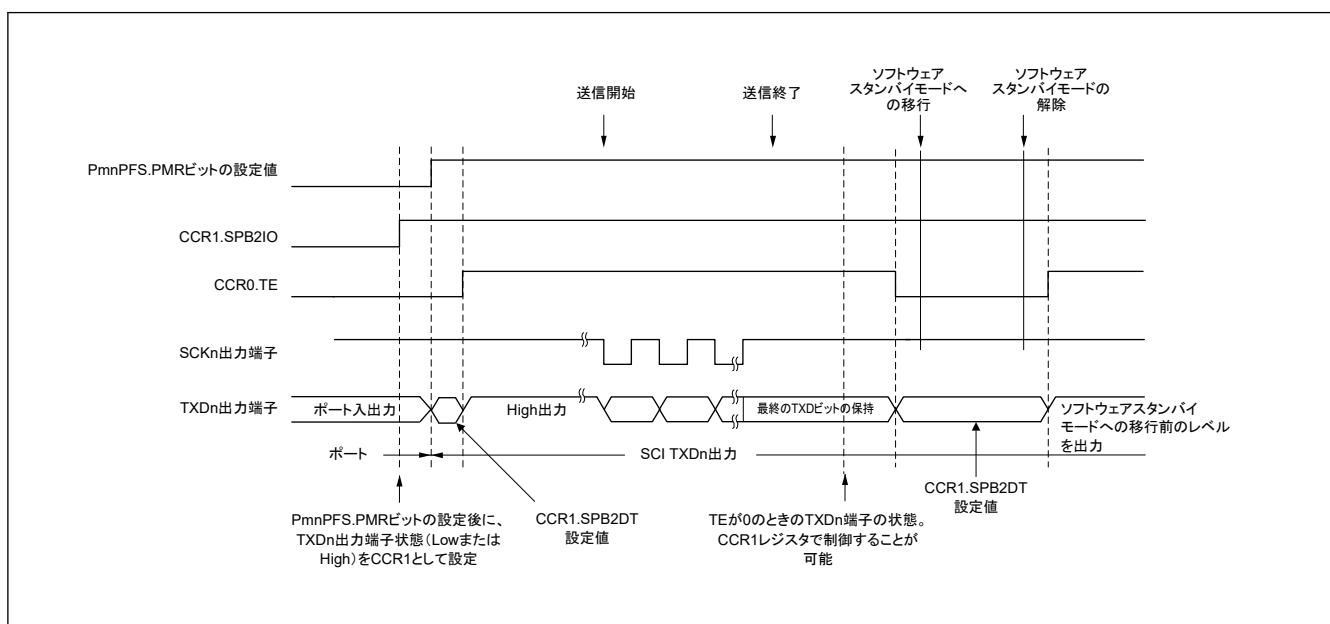 送信開始
送信終了
ソフトウェア
スタンバイモードへ
の移行
ソフトウェア
スタンバイモードの
解除
PmnPFS.PMRビットの設定値
CCR1.SPB2IO
CCR0.TE
SCKn出力端子
TXDn出力端子
ポート入出力
High出力
最終のTXDビットの保持
ソフトウェアスタンバイ
モードへの移行前のレベル
を出力
ポート
SCI TXDn出力
PmnPFS.PMRビットの設定後に、
TXDn出力端子状態(Lowまたは
High)をCCR1として設定
CCR1.SPB2DT
設定値
TEが0のときのTXDn端子の状態。
CCR1レジスタで制御することが
可能
CCR1.SPB2DT
設定値